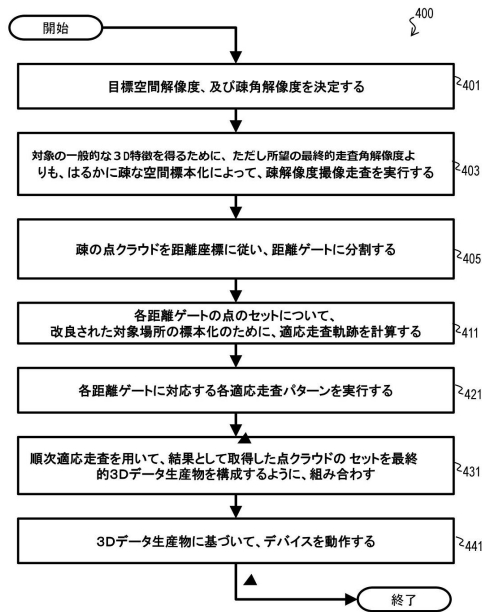 400
開始
目標空間解像度、及び疎角解像度を決定する
401
対象の一般的な３D特徴を得るために、ただし所望の最終的走査角解像度よ
りも、はるかに疎な空間標本化によって、疎解像度撮像走査を実行する
403
疎の点クラウドを距離座標に従い、距離ゲートに分割する
405
各距離ゲートの点のセットについて、
改良された対象場所の標本化のために、適応走査軌跡を計算する
411
各距離ゲートに対応する各適応走査パターンを実行する
421
順次適応走査を用いて、結果として取得した点クラウドの セットを最終
的３Dデータ生産物を構成するように、組み合わす
431
３Dデータ生産物に基づいて、デバイスを動作する
441
終了